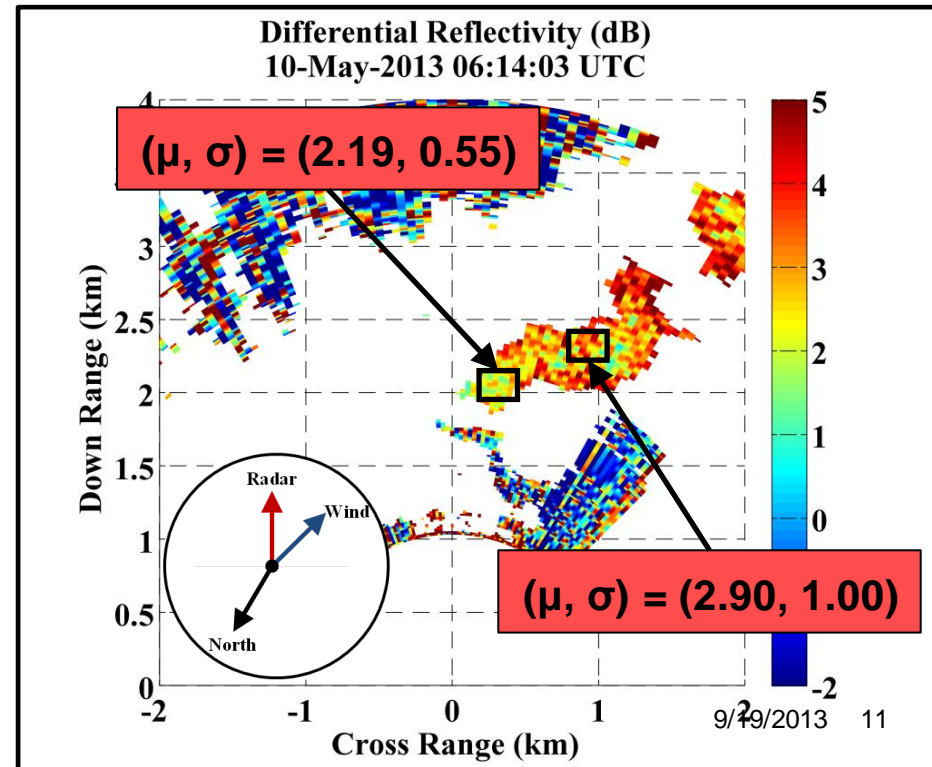 Differential Reflectivity (dB)
10-May-2013 06:14:03 UTC
(μ, σ) = (2.19, 0.55)
(μ, σ) = (2.90, 1.00)
Down Range (km)
4
3
2.5
2
1.5
1
0.5
0
-2
-1
0
1
2
Cross Range (km)
5
4
3
2
1
0
-2
Radar
Wind
North
9/19/2013 11